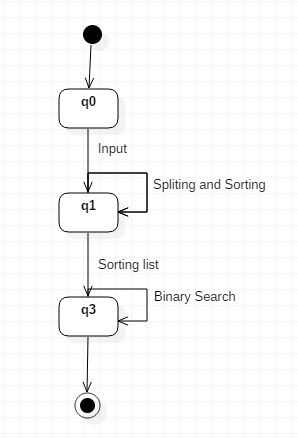 q0
Input
Spliting and Sorting
q1
Sorting list
Binary Search
q3